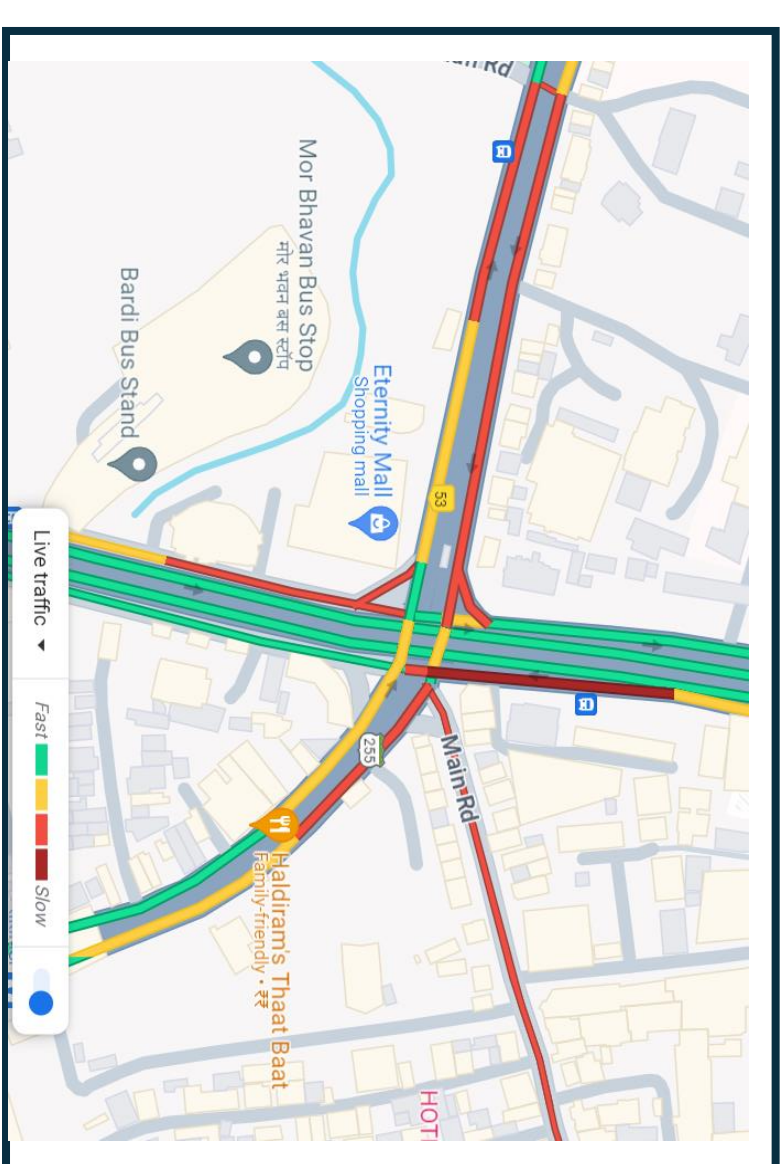 Mor Bhavan Bus Stop
मोर भवन बस स्टॉप
Bardi Bus Stand
Eternity Mall
Shopping mall
53
255
Main Rd
Haldiram's Thaat Baat
Family-friendly • ₹₹
HOT
Live traffic
Fast
Slow